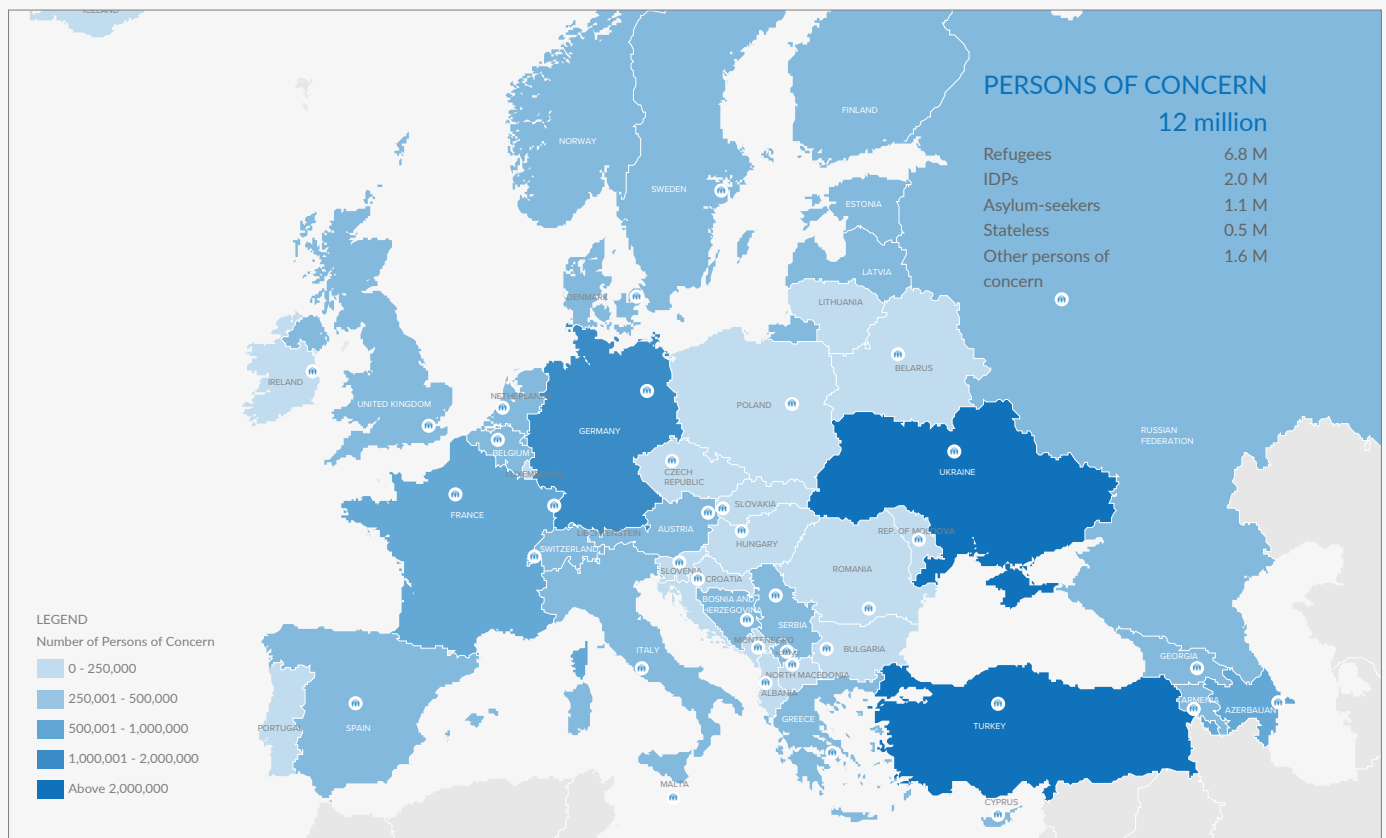 ICELAND
PERSONS OF CONCERN
12 million
Refugees 6.8 M
IDPs 2.0 M
Asylum-seekers 1.1 M
Stateless 0.5 M
Other persons of 1.6 M
concern
FINLAND
NORWAY
SWEDEN
ESTONIA
LATVIA
DENMARK
LITHUANIA
BELARUS
IRELAND
NETHERLANDS
UNITED KINGDOM
POLAND
GERMANY
RUSSIAN
FEDERATION
BELGIUM
UKRAINE
CZECH
REPUBLIC
LUXEMBOURG
SLOVAKIA
FRANCE
AUSTRIA
LIECHTENSTEIN
REP. OF MOLDOVA
HUNGARY
SWITZERLAND
SLOVENIA
ROMANIA
CROATIA
BOSNIA AND
HERZEGOVINA
SERBIA
MONTENEGRO
ITALY
BULGARIA
GEORGIA
NORTH MACEDONIA
ALBANIA
ARMENIA
AZERBAIJAN
GREECE
PORTUGAL
SPAIN
TURKEY
MALTA
CYPRUS
LEGEND
Number of Persons of Concern
0 - 250,000
250,001 - 500,000
500,001 - 1,000,000
1,000,001 - 2,000,000
Above 2,000,000